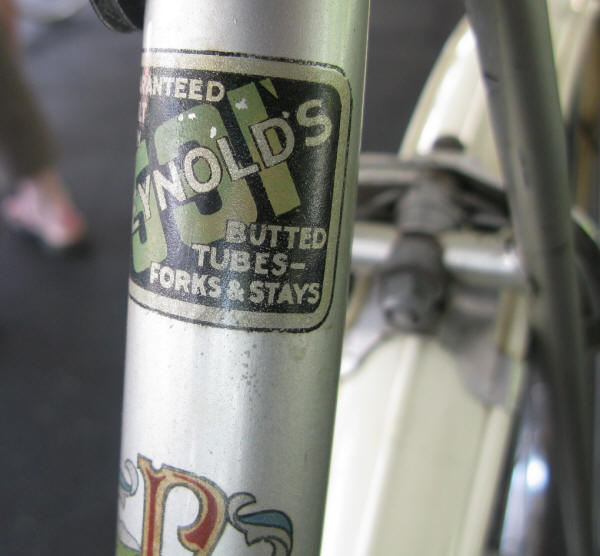 ANTEED
531
YNOLD'S
BUTTED
TUBES-
FORKS & STAYS
P